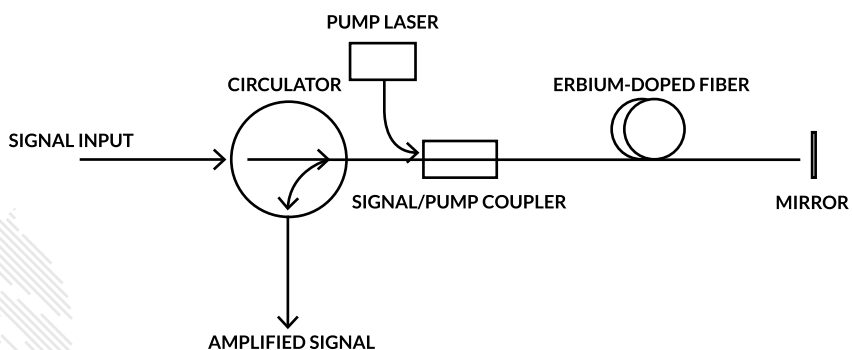 PUMP LASER
CIRCULATOR
ERBIUM-DOPED FIBER
SIGNAL INPUT
SIGNAL/PUMP COUPLER
MIRROR
AMPLIFIED SIGNAL